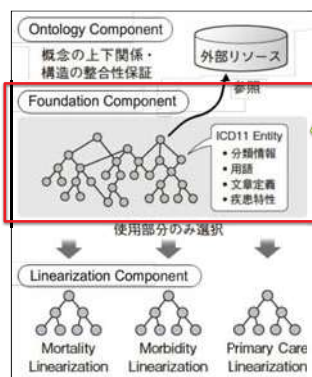 Ontology Component
概念の上下関係・
構造の整合性保証
外部リソース
参照
Foundation Component
ICD11 Entity
• 分類情報
• 用語
• 文章定義
• 疾患特性
使用部分のみ選択
Linearization Component
Mortality
Linearization
Morbidity
Linearization
Primary Care
Linearization